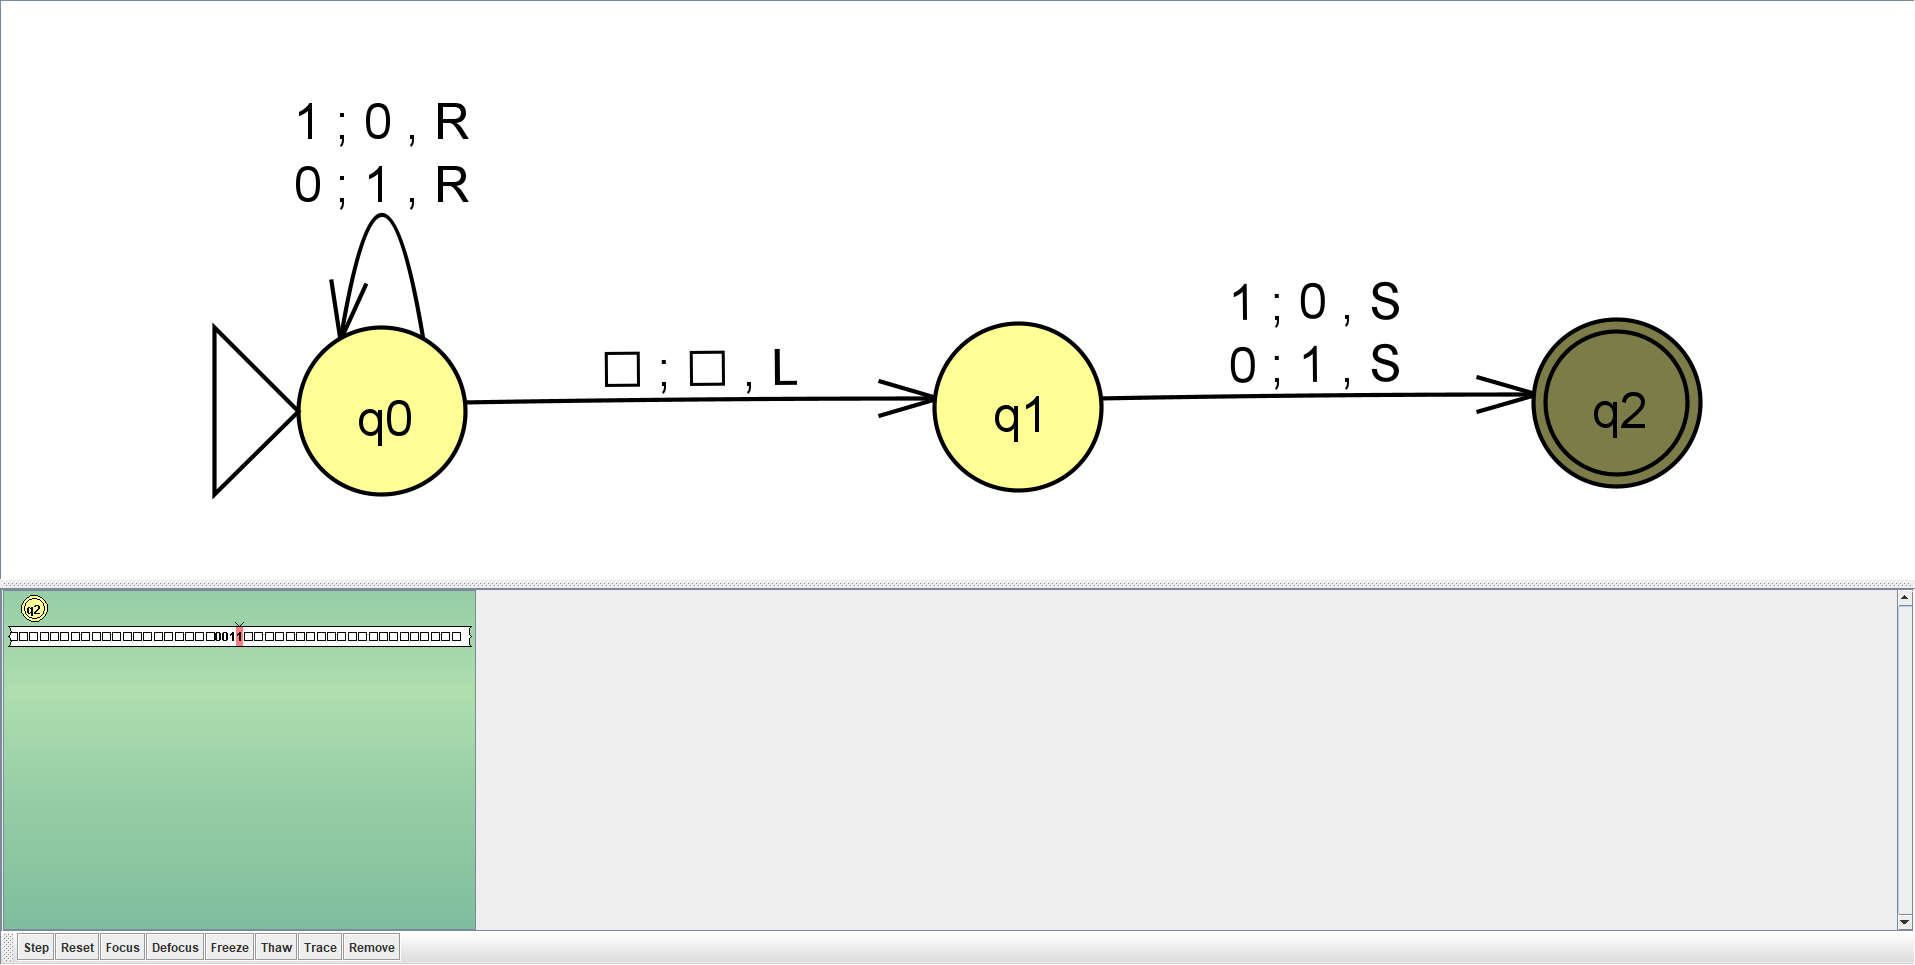 1 ; 0 , R
0 ; 1 , R
1 ; 0 , S
0 ; 1 , S
□ ; □ , L
q0
q1
q2
q2
□□□□□□□□□□□□□□□□□□□□0011□□□□□□□□□□□□□□□□□□□□□
Step Reset Focus Defocus Freeze Thaw Trace Remove